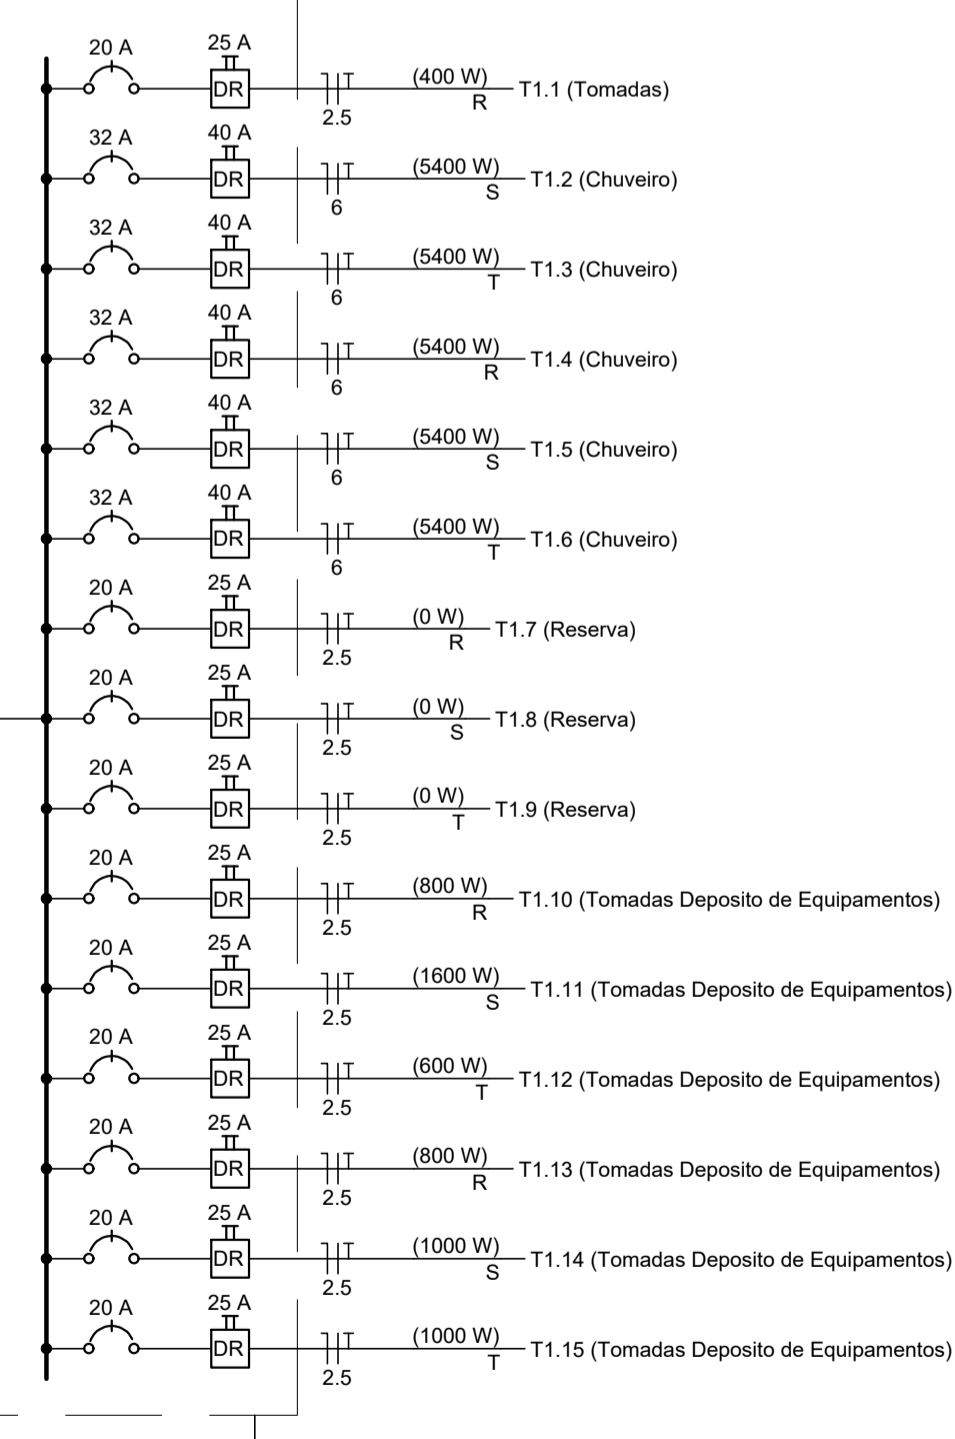 20 A 25 A
DR T (400 W) T1.1 (Tomadas)
2.5 R
32 A 40 A
DR T (5400 W) T1.2 (Chuveiro)
6 S
32 A 40 A
DR T (5400 W) T1.3 (Chuveiro)
6 T
32 A 40 A
DR T (5400 W) T1.4 (Chuveiro)
6 R
32 A 40 A
DR T (5400 W) T1.5 (Chuveiro)
6 S
32 A 40 A
DR T (5400 W) T1.6 (Chuveiro)
6 T
20 A 25 A
DR T (0 W) T1.7 (Reserva)
2.5 R
20 A 25 A
DR T (0 W) T1.8 (Reserva)
2.5 S
20 A 25 A
DR T (0 W) T1.9 (Reserva)
2.5 T
20 A 25 A
DR T (800 W) T1.10 (Tomadas Deposito de Equipamentos)
2.5 R
20 A 25 A
DR T (1600 W) T1.11 (Tomadas Deposito de Equipamentos)
2.5 S
20 A 25 A
DR T (600 W) T1.12 (Tomadas Deposito de Equipamentos)
2.5 T
20 A 25 A
DR T (800 W) T1.13 (Tomadas Deposito de Equipamentos)
2.5 R
20 A 25 A
DR T (1000 W) T1.14 (Tomadas Deposito de Equipamentos)
2.5 S
20 A 25 A
DR T (1000 W) T1.15 (Tomadas Deposito de Equipamentos)
2.5 T